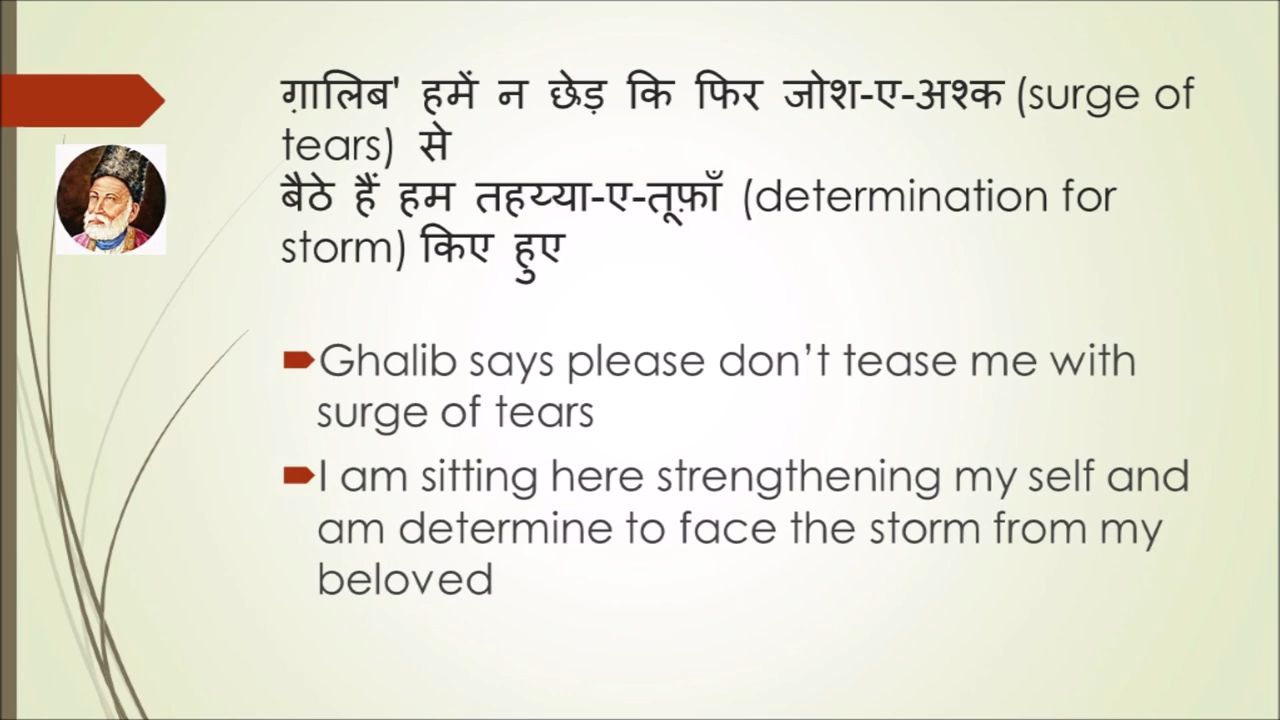 ग़ालिब' हमें न छेड़ कि फिर जोश-ए-अश्क (surge of
tears) से
बैठे हैं हम तहय्या-ए-तूफ़ाँ (determination for
storm) किए हुए
Ghalib says please don’t tease me with
surge of tears
I am sitting here strengthening my self and
am determine to face the storm from my
beloved